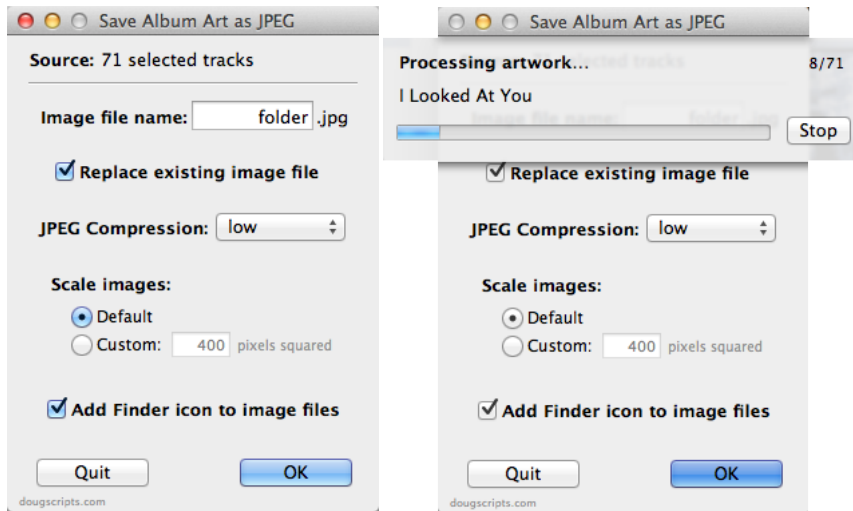 Save Album Art as JPEG
Source: 71 selected tracks
Image file name: folder .jpg
Replace existing image file
JPEG Compression: low
Scale images:
Default
Custom: 400 pixels squared
Add Finder icon to image files
Quit OK
dougscripts.com
Save Album Art as JPEG
Processing artwork... 8/71
I Looked At You
Stop
Replace existing image file
JPEG Compression: low
Scale images:
Default
Custom: 400 pixels squared
Add Finder icon to image files
Quit OK
dougscripts.com